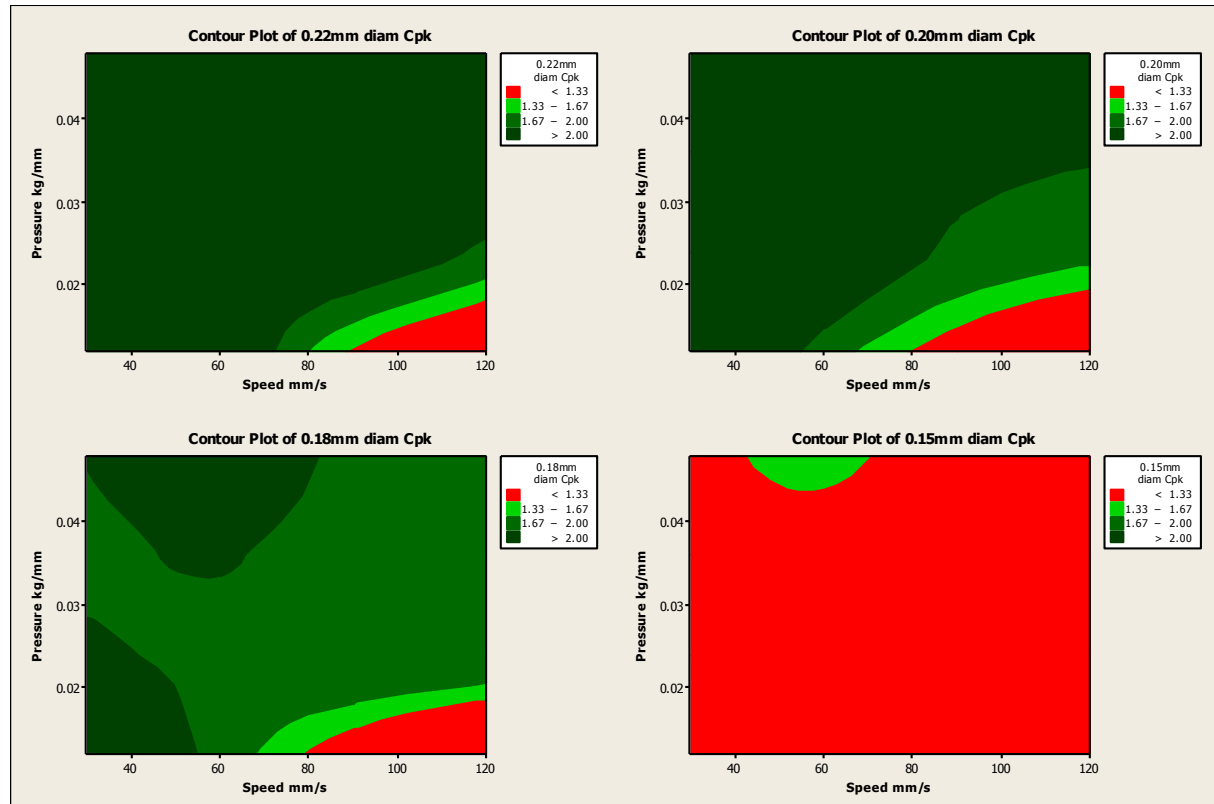 Contour Plot of 0.22mm diam Cpk
0.22mm
diam Cpk
< 1.33
1.33 – 1.67
1.67 – 2.00
> 2.00
0.04
0.03
0.02
Pressure kg/mm
40 60 80 100 120
Speed mm/s
Contour Plot of 0.20mm diam Cpk
0.20mm
diam Cpk
< 1.33
1.33 – 1.67
1.67 – 2.00
> 2.00
0.04
0.03
0.02
Pressure kg/mm
40 60 80 100 120
Speed mm/s
Contour Plot of 0.18mm diam Cpk
0.18mm
diam Cpk
< 1.33
1.33 – 1.67
1.67 – 2.00
> 2.00
0.04
0.03
0.02
Pressure kg/mm
40 60 80 100 120
Speed mm/s
Contour Plot of 0.15mm diam Cpk
0.15mm
diam Cpk
< 1.33
1.33 – 1.67
1.67 – 2.00
> 2.00
0.04
0.03
0.02
Pressure kg/mm
40 60 80 100 120
Speed mm/s